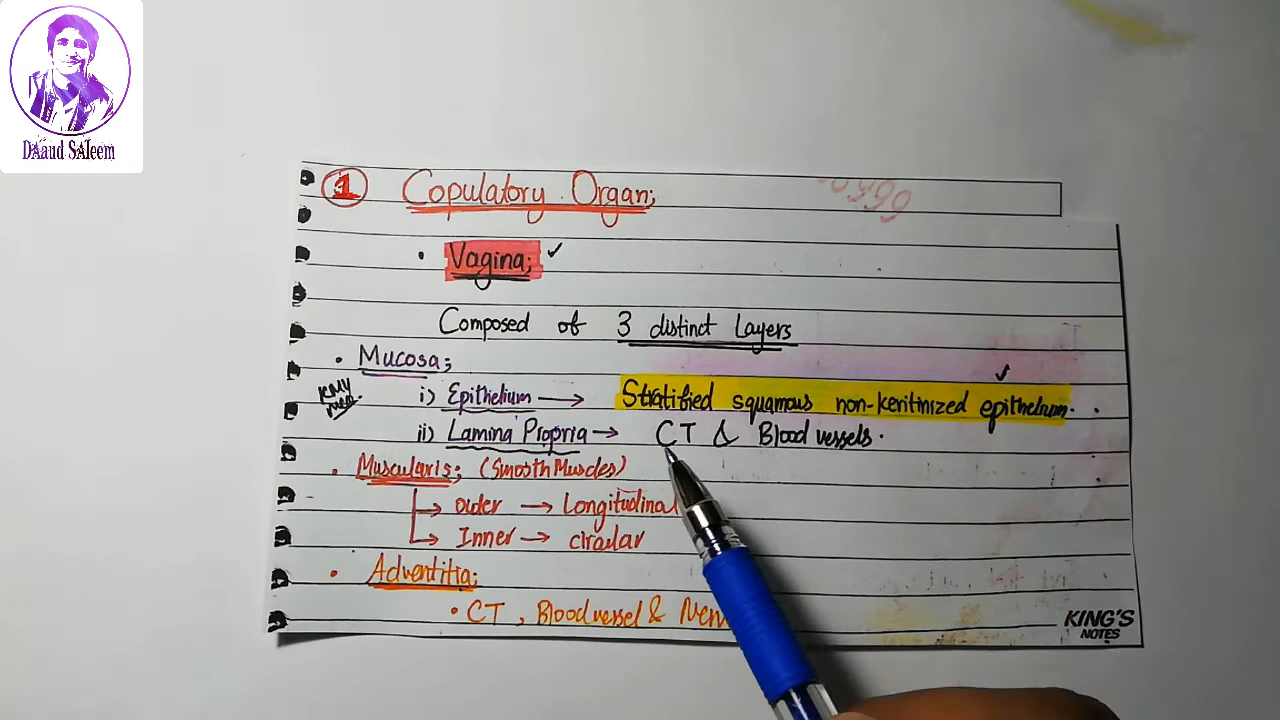 DAaud SAleem
1 Copulatory Organ;
• Vagina; ✓
Composed of 3 distinct Layers
• Mucosa;
i) Epithelium → Stratified squamous non-keritinized epithelium.
ii) Lamina Propria → CT & Blood vessels.
• Muscularis; (Smooth Muscles)
→ Outer → Longitudinal
→ Inner → circular
• Adventitia;
• CT, Blood vessel & Nerv
KING'S
NOTES